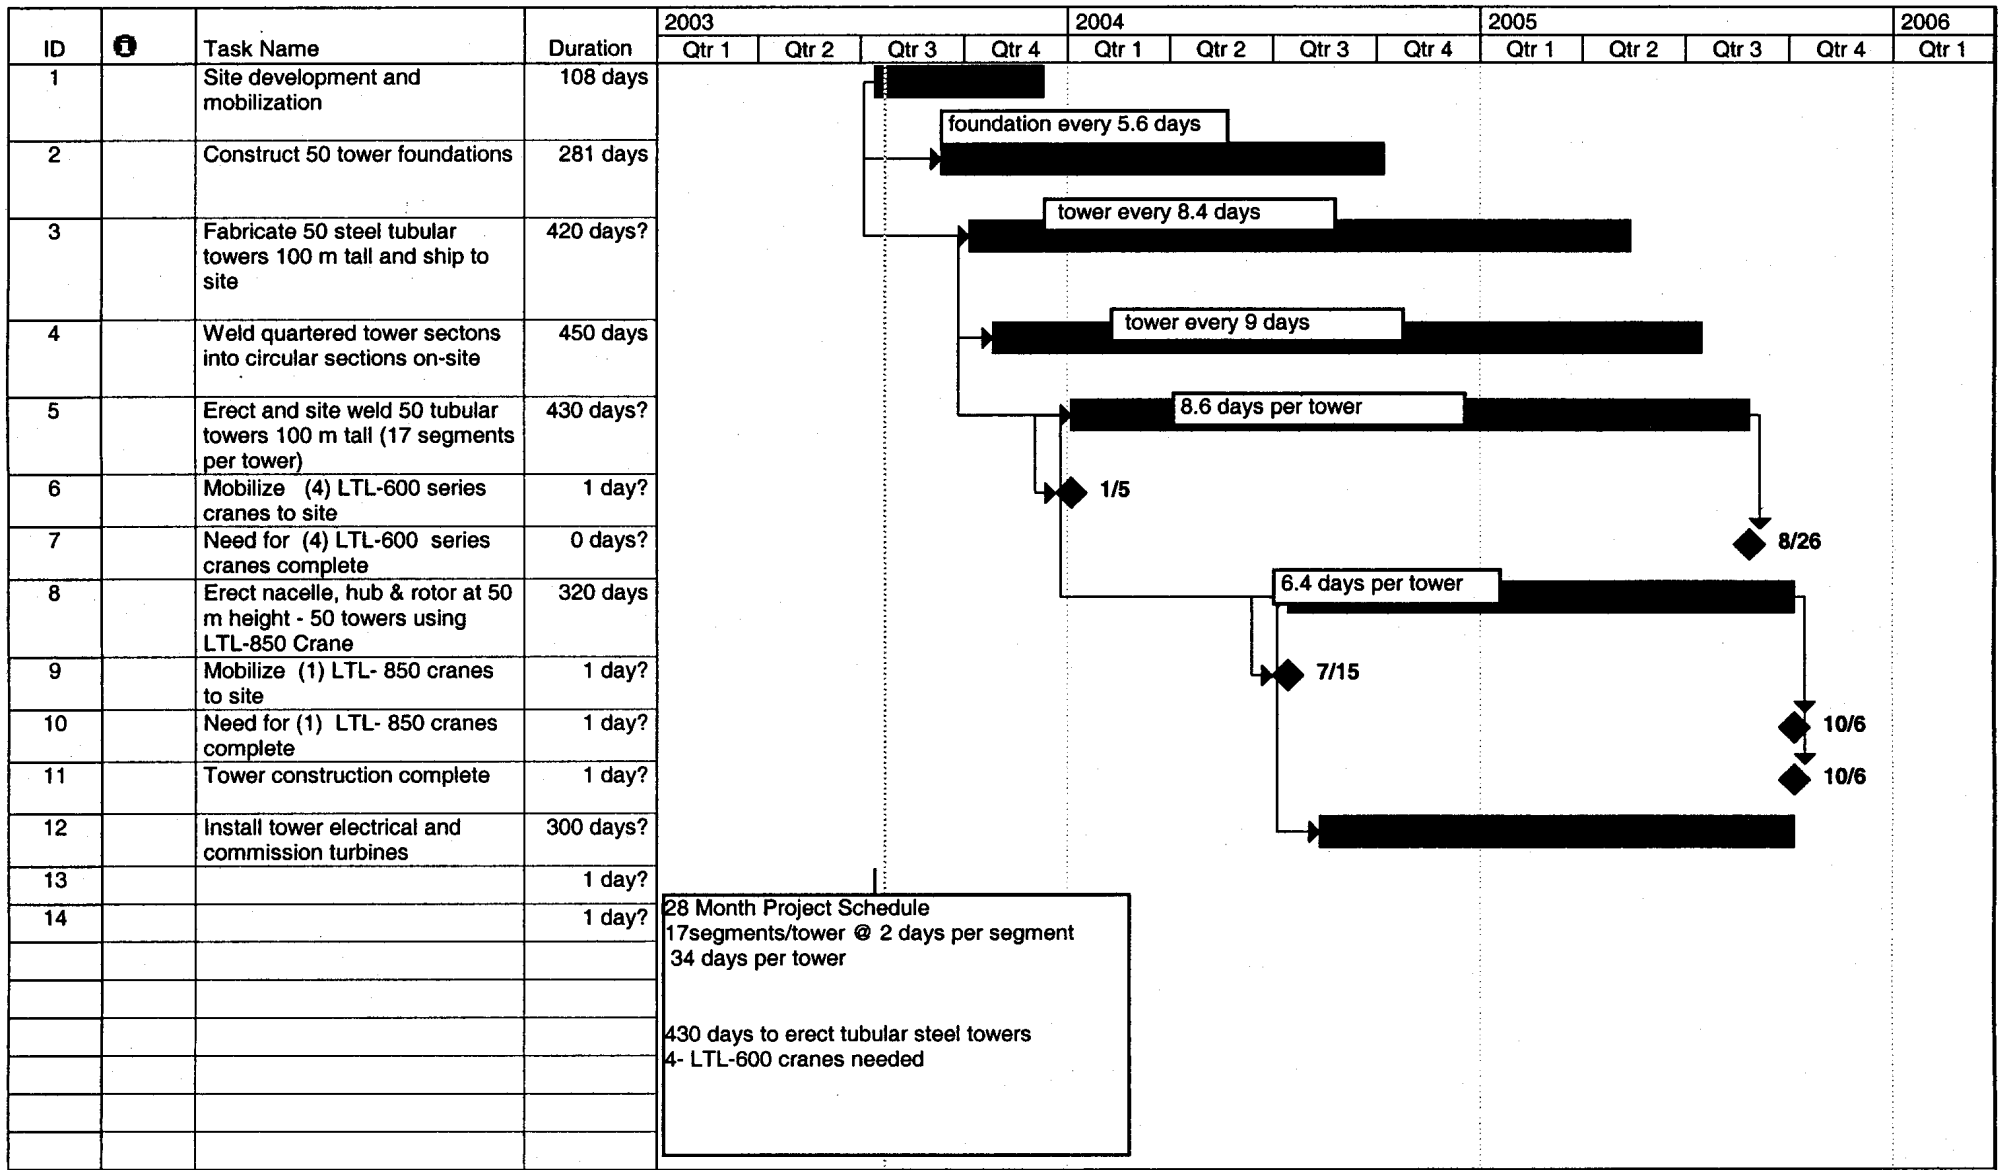 2003 2004 2005 2006
ID Task Name Duration Qtr 1 Qtr 2 Qtr 3 Qtr 4 Qtr 1 Qtr 2 Qtr 3 Qtr 4 Qtr 1 Qtr 2 Qtr 3 Qtr 4 Qtr 1
1 Site development and 108 days
mobilization
foundation every 5.6 days
2 Construct 50 tower foundations 281 days
tower every 8.4 days
3 Fabricate 50 steel tubular 420 days?
towers 100 m tall and ship to
site
tower every 9 days
4 Weld quartered tower sectons 450 days
into circular sections on-site
5 Erect and site weld 50 tubular 430 days? 8.6 days per tower
towers 100 m tall (17 segments
per tower)
6 Mobilize (4) LTL-600 series 1 day? 1/5
cranes to site
7 Need for (4) LTL-600 series 0 days? 8/26
cranes complete
8 Erect nacelle, hub & rotor at 50 320 days 6.4 days per tower
m height - 50 towers using
LTL-850 Crane
9 Mobilize (1) LTL- 850 cranes 1 day? 7/15
to site
10 Need for (1) LTL- 850 cranes 1 day? 10/6
complete
11 Tower construction complete 1 day? 10/6
12 Install tower electrical and 300 days?
commission turbines
13 1 day?
14 1 day?
28 Month Project Schedule
17segments/tower @ 2 days per segment
34 days per tower
430 days to erect tubular steel towers
4- LTL-600 cranes needed